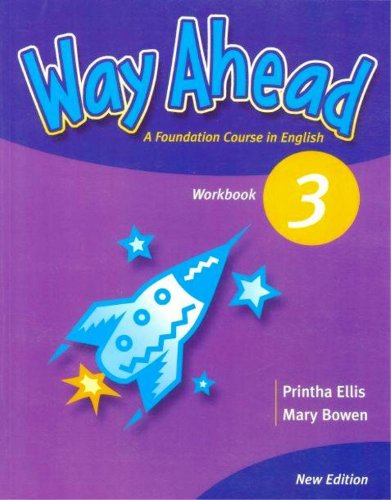 Way Ahead
A Foundation Course in English
Workbook 3
Printha Ellis
Mary Bowen
New Edition